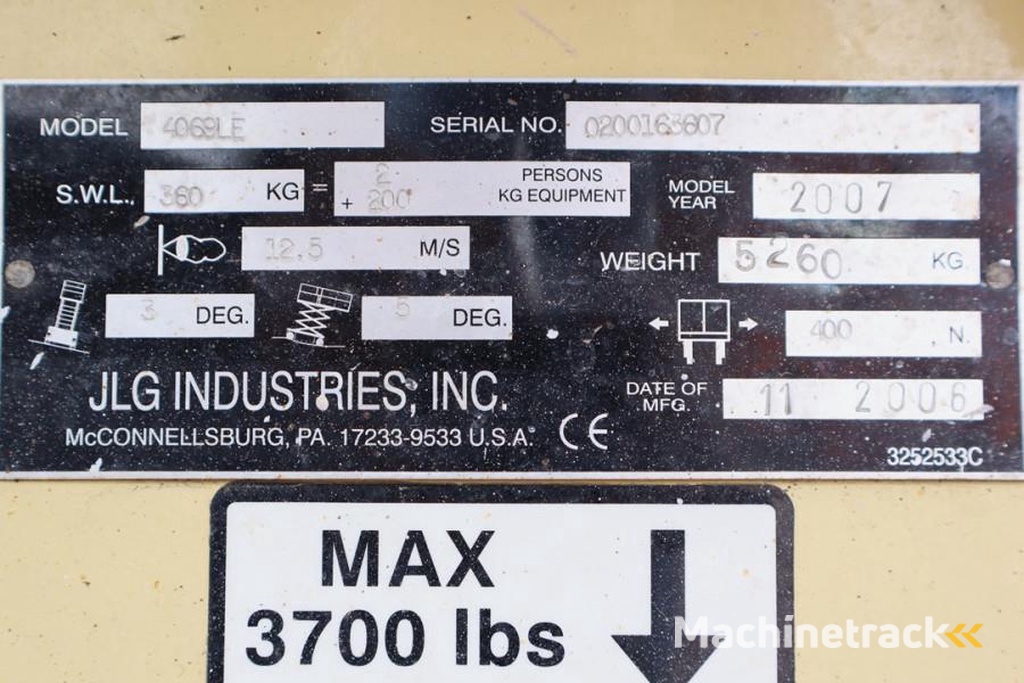 MODEL 4069LE SERIAL NO. 0200163607
S.W.L., 360 KG = 2 PERSONS
+ 200 KG EQUIPMENT
MODEL YEAR 2007
12.5 M/S WEIGHT 5260 KG.
3 DEG. 5 DEG. 400 , N.
JLG INDUSTRIES, INC.
DATE OF MFG. 11 2006
McCONNELLSBURG, PA. 17233-9533 U.S.A. CE
3252533C
MAX
3700 lbs
Machinetrack